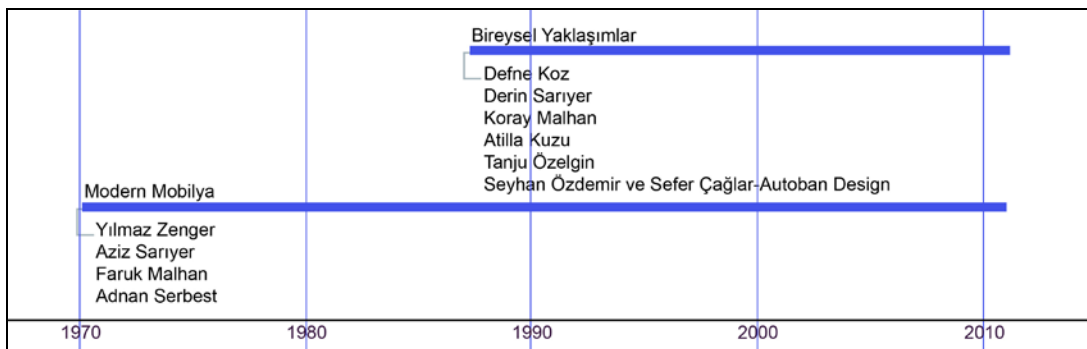 Bireysel Yaklaşımlar
Defne Koz
Derin Sarıyer
Koray Malhan
Atilla Kuzu
Tanju Özelgin
Seyhan Özdemir ve Sefer Çağlar-Autoban Design
Modern Mobilya
Yılmaz Zenger
Aziz Sarıyer
Faruk Malhan
Adnan Serbest
1970 1980 1990 2000 2010